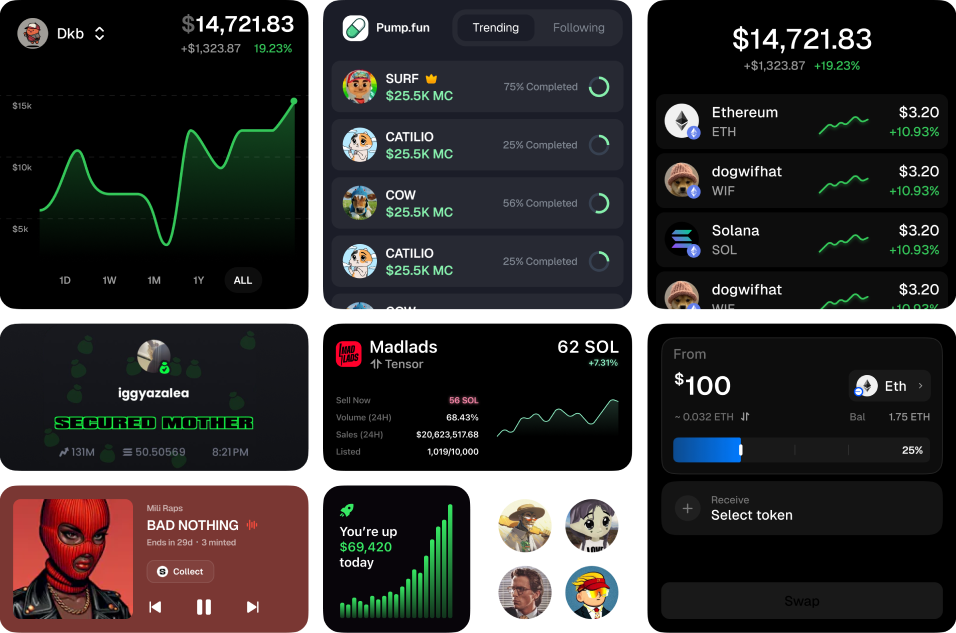 Dkb
$14,721.83
+$1,323.87 19.23%
$15k
$10k
$5k
1D 1W 1M 1Y ALL
Pump.fun Trending Following
SURF
$25.5K MC
75% Completed
CATILIO
$25.5K MC
25% Completed
COW
$25.5K MC
56% Completed
CATILIO
$25.5K MC
25% Completed
COW
$14,721.83
+$1,323.87 +19.23%
Ethereum $3.20
ETH +10.93%
dogwifhat $3.20
WIF +10.93%
Solana $3.20
SOL +10.93%
dogwifhat $3.20
WIF +10.93%
iggyazalea
SECURED MOTHER
131M 50.50569 8:21PM
MAD
LADS
Madlads 62 SOL
Tensor +7.31%
Sell Now 56 SOL
Volume (24H) 68.43%
Sales (24H) $20,623,517.68
Listed 1,019/10,000
From
$100 Eth
~ 0.032 ETH Bal 1.75 ETH
25%
Receive
Select token
Swap
Mili Raps
BAD NOTHING
Ends in 29d · 3 minted
S Collect
You're up
$69,420
today